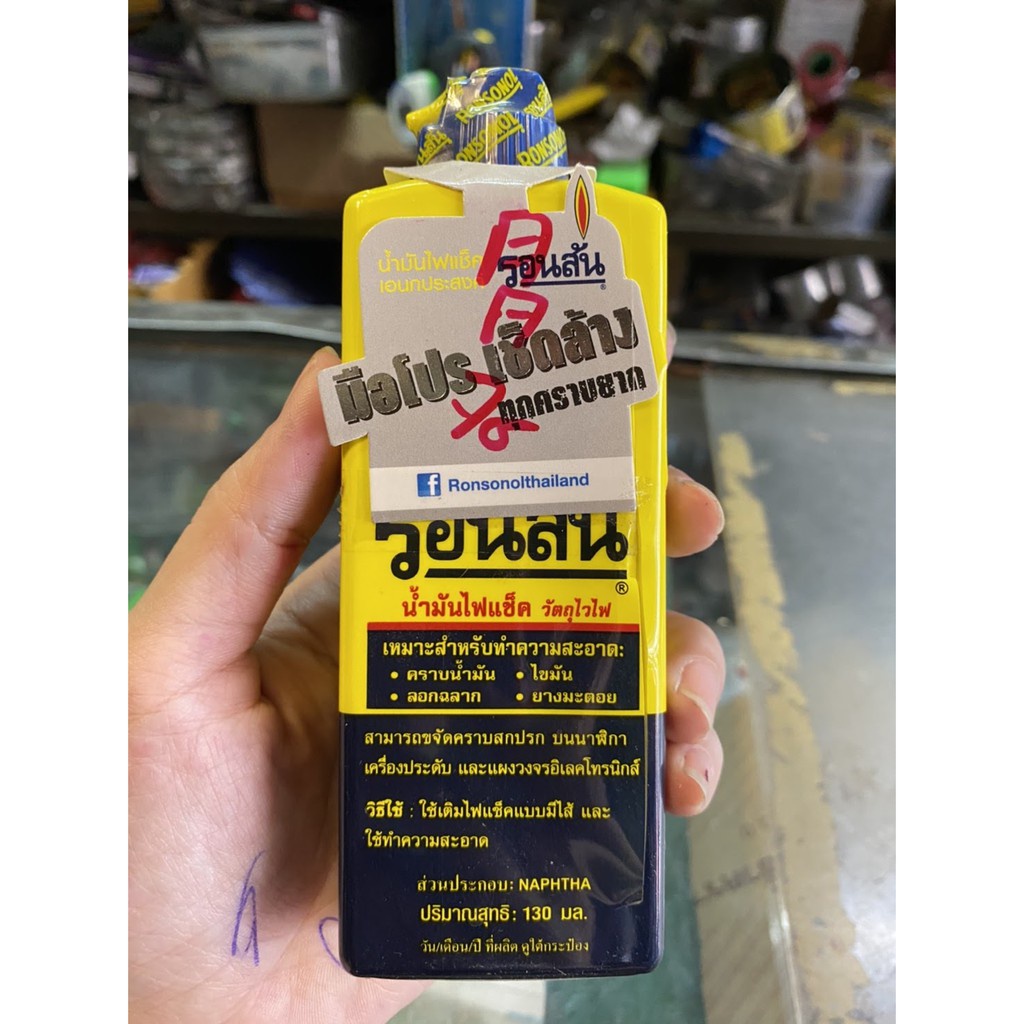 RONSONOL
RONSONOL
น้ำมันไฟแช็ค
เอนกประสงค์
รอนสัน
®
มือโปร เช็ดล้าง
ทุกคราบยาก
Ronsonolthailand
รอนสัน
®
น้ำมันไฟแช็ค วัตถุไวไฟ
เหมาะสำหรับทำความสะอาด:
• คราบน้ำมัน • ไขมัน
• ลอกฉลาก • ยางมะตอย
สามารถขจัดคราบสกปรก บนนาฬิกา
เครื่องประดับ และแผงวงจรอิเลคโทรนิกส์
วิธีใช้ : ใช้เติมไฟแช็คแบบมีไส้ และ
ใช้ทำความสะอาด
ส่วนประกอบ: NAPHTHA
ปริมาณสุทธิ: 130 มล.
วัน/เดือน/ปี ที่ผลิต ดูใต้กระป๋อง